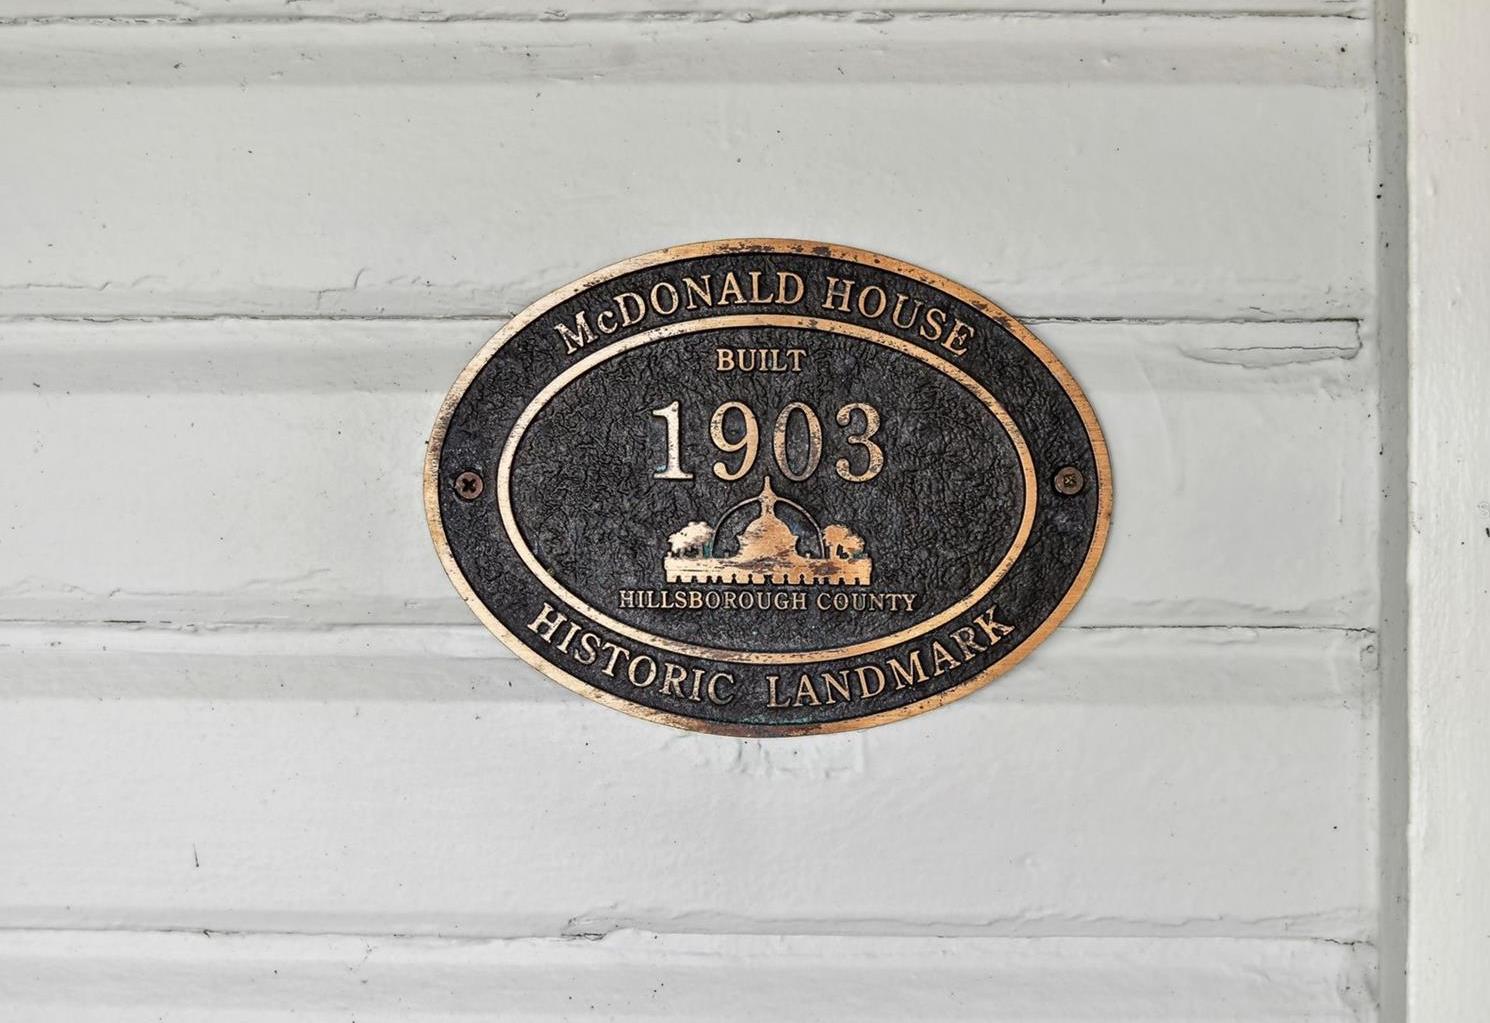 McDONALD HOUSE
BUILT
1903
HILLSBOROUGH COUNTY
HISTORIC LANDMARK